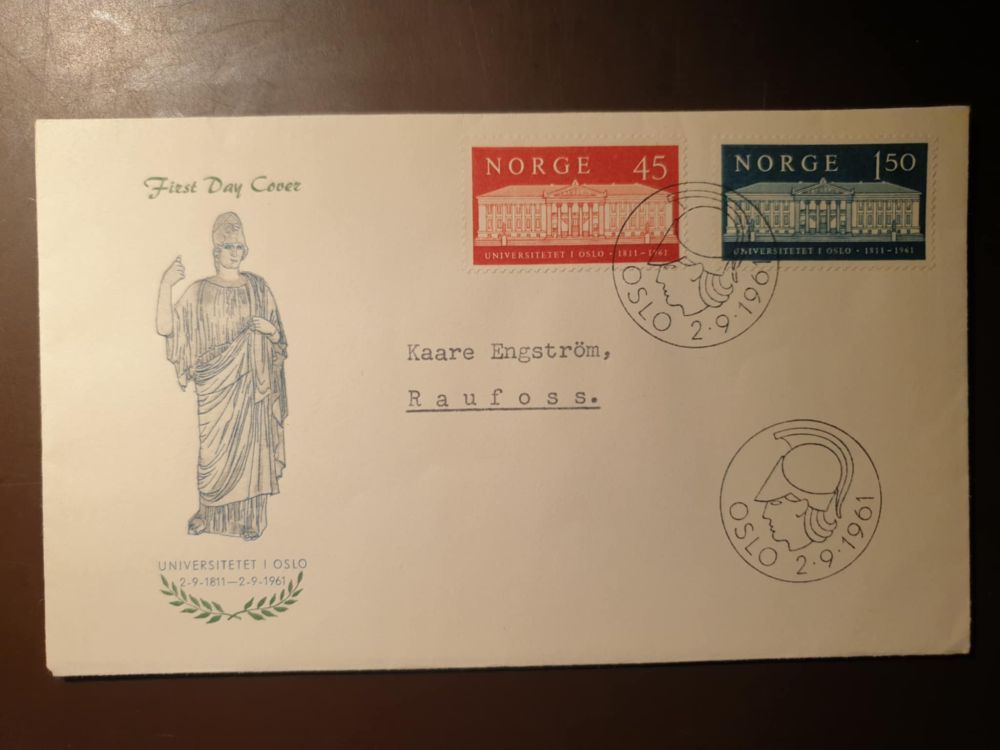 First Day Cover
NORGE 45
UNIVERSITETET I OSLO · 1811-1961
NORGE 1.50
UNIVERSITETET I OSLO · 1811-1961
OSLO 2·9·1961
Kaare Engström,
Raufoss.
OSLO 2·9·1961
UNIVERSITETET I OSLO
2-9-1811—2-9-1961